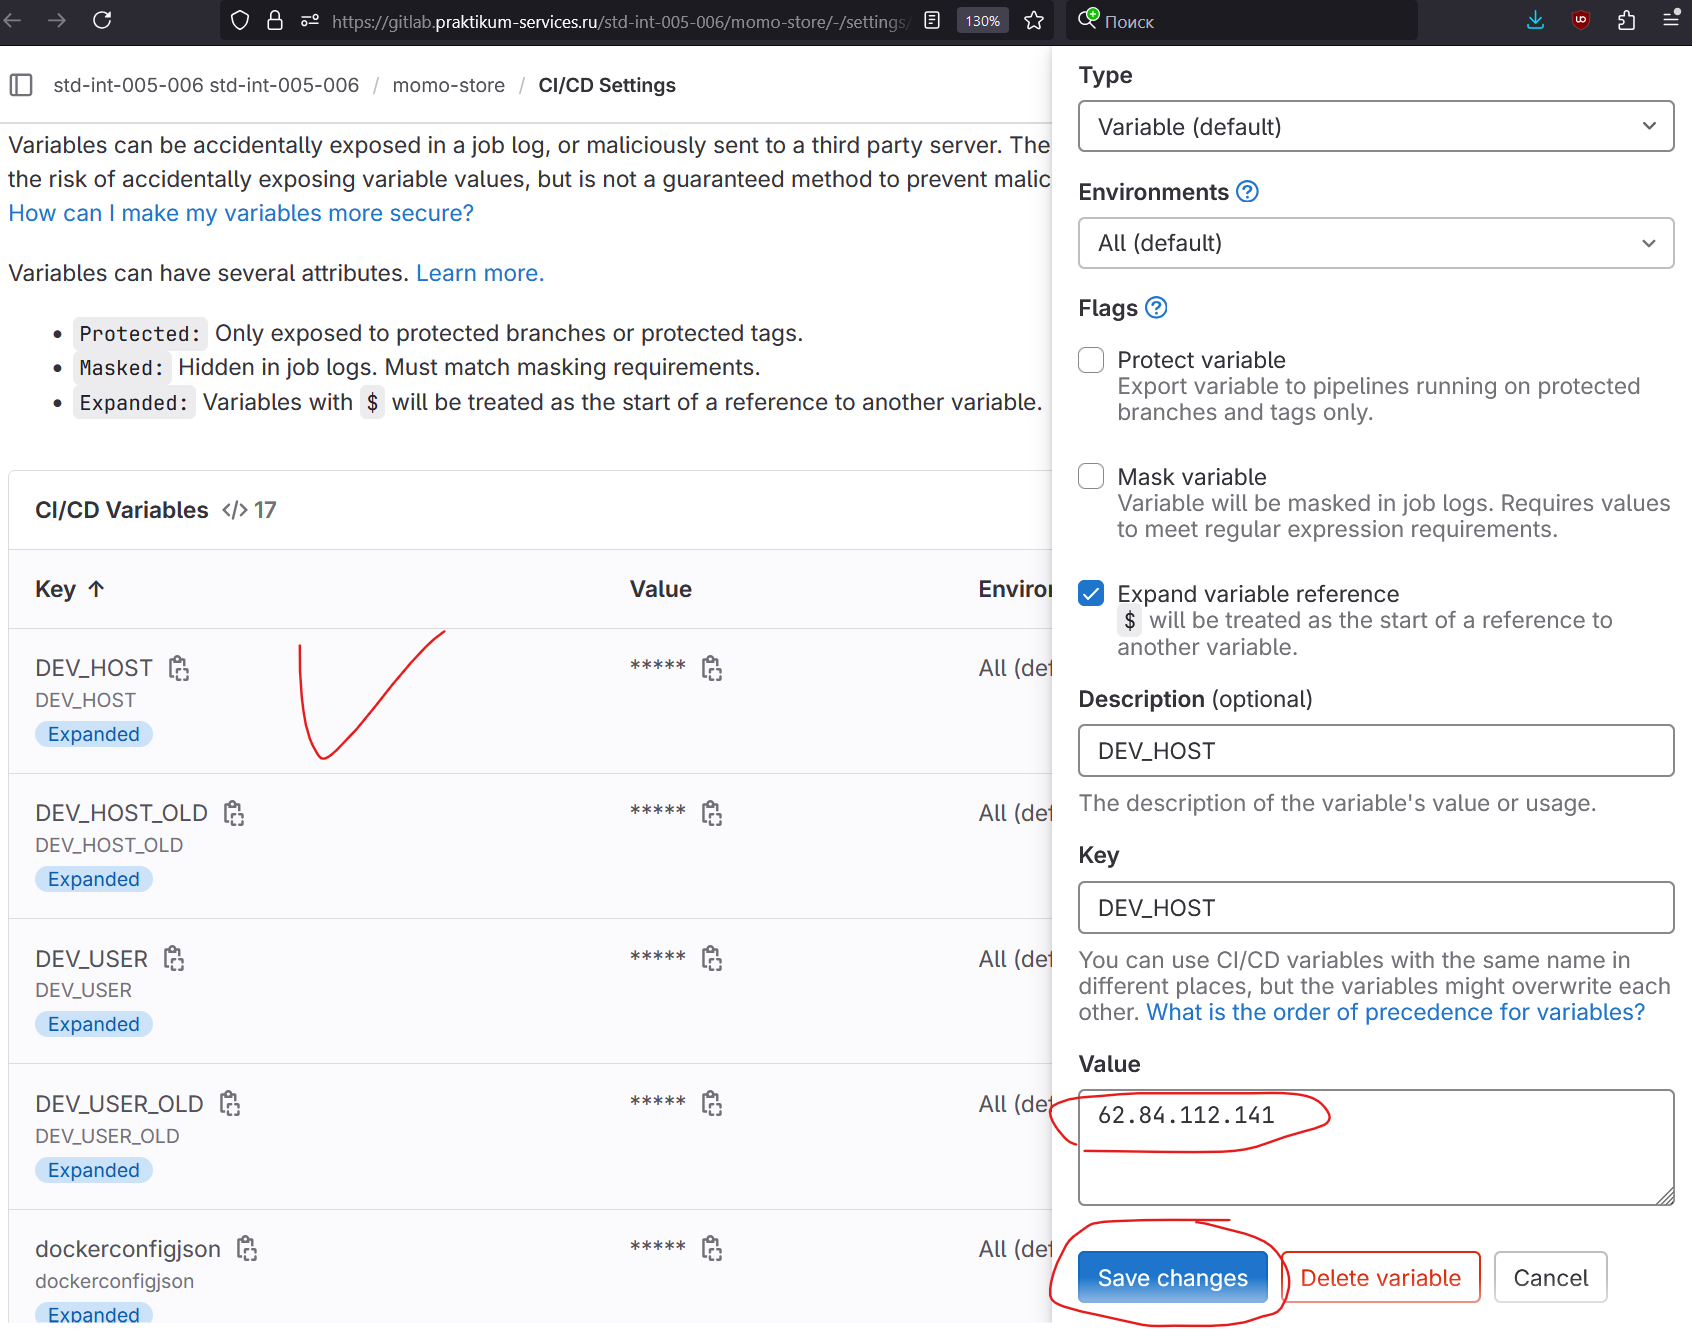 https://gitlab.praktikum-services.ru/std-int-005-006/momo-store/-/settings/
130%
Поиск
std-int-005-006 std-int-005-006 / momo-store / CI/CD Settings
Variables can be accidentally exposed in a job log, or maliciously sent to a third party server. The
the risk of accidentally exposing variable values, but is not a guaranteed method to prevent malic
How can I make my variables more secure?
Variables can have several attributes. Learn more.
• Protected: Only exposed to protected branches or protected tags.
• Masked: Hidden in job logs. Must match masking requirements.
• Expanded: Variables with $ will be treated as the start of a reference to another variable.
CI/CD Variables </> 17
Key ↑ Value Enviro
DEV_HOST ***** All (def
DEV_HOST
Expanded
DEV_HOST_OLD ***** All (def
DEV_HOST_OLD
Expanded
DEV_USER ***** All (def
DEV_USER
Expanded
DEV_USER_OLD ***** All (def
DEV_USER_OLD
Expanded
dockerconfigjson ***** All (def
dockerconfigjson
Expanded
Type
Variable (default)
Environments
All (default)
Flags
Protect variable
Export variable to pipelines running on protected
branches and tags only.
Mask variable
Variable will be masked in job logs. Requires values
to meet regular expression requirements.
Expand variable reference
$ will be treated as the start of a reference to
another variable.
Description (optional)
DEV_HOST
The description of the variable's value or usage.
Key
DEV_HOST
You can use CI/CD variables with the same name in
different places, but the variables might overwrite each
other. What is the order of precedence for variables?
Value
62.84.112.141
Save changes Delete variable Cancel